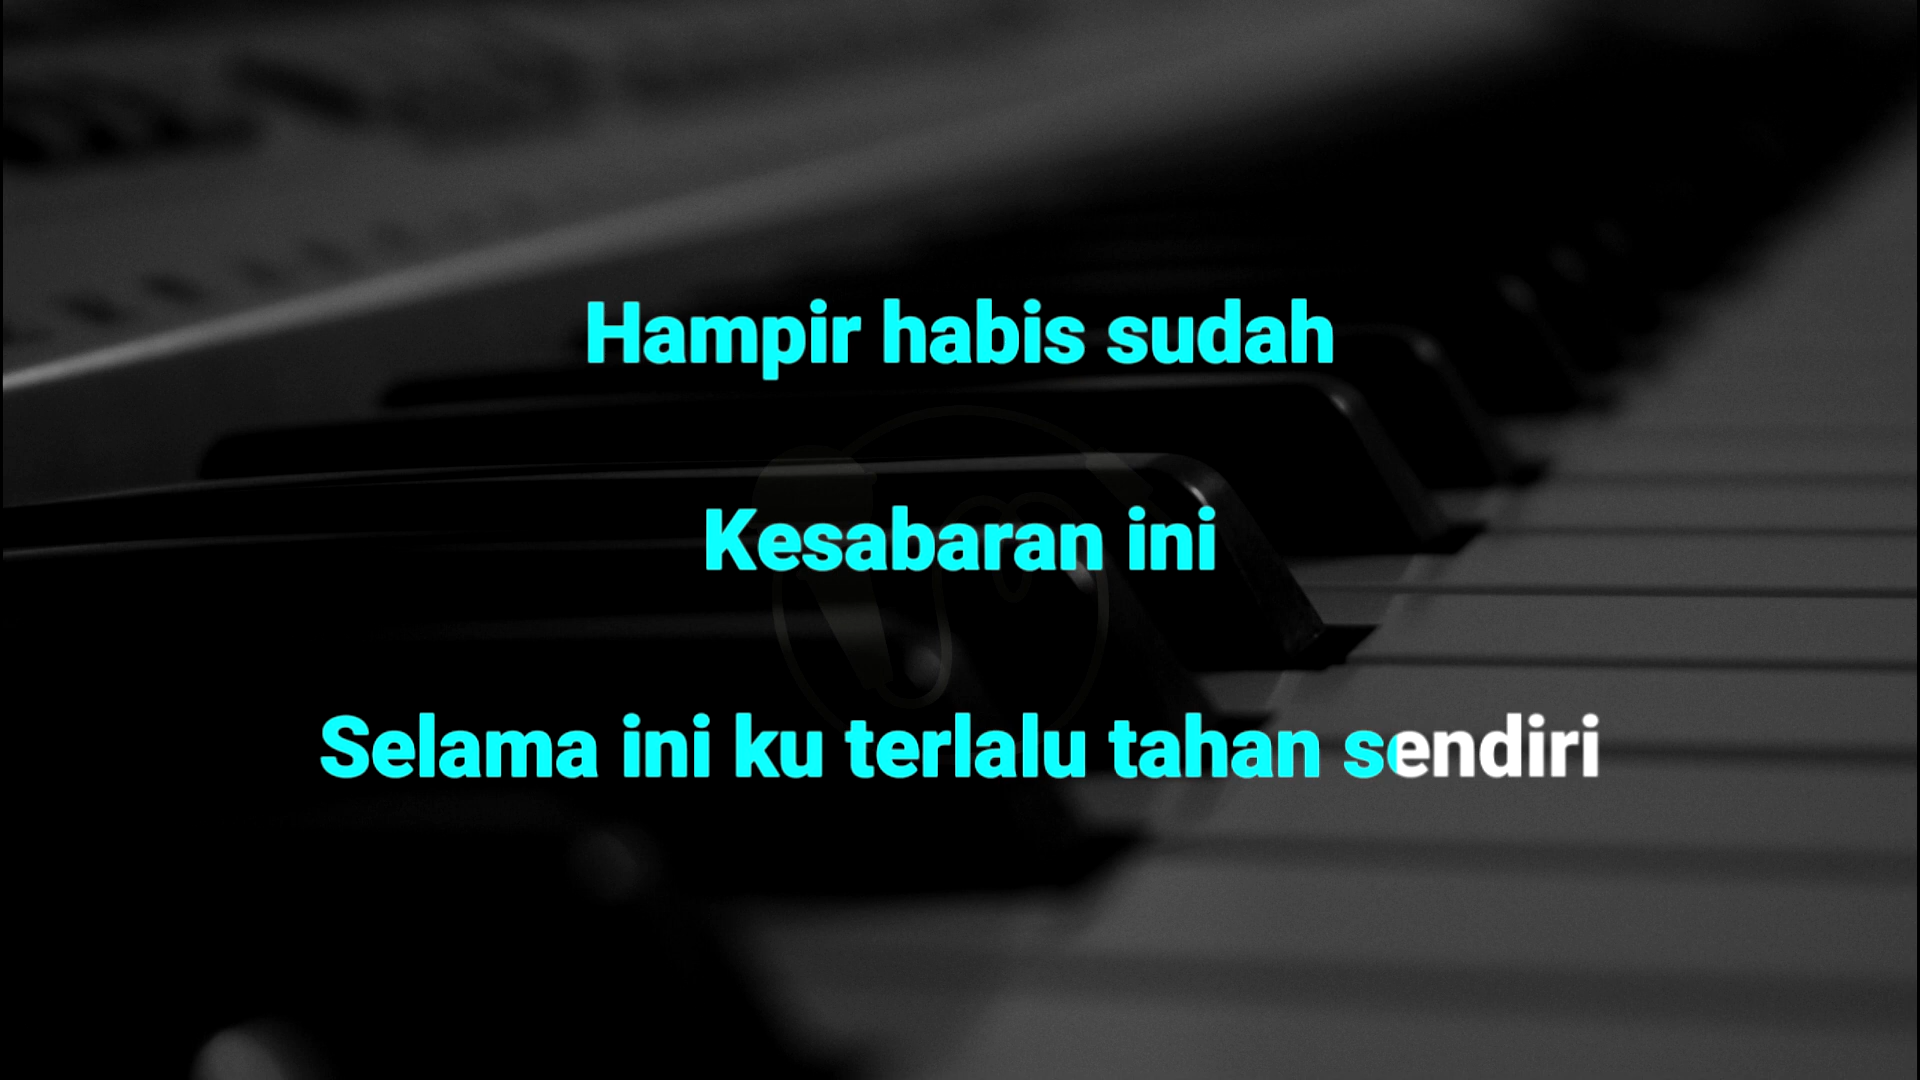 Hampir habis sudah
Kesabaran ini
Selama ini ku terlalu tahan sendiri